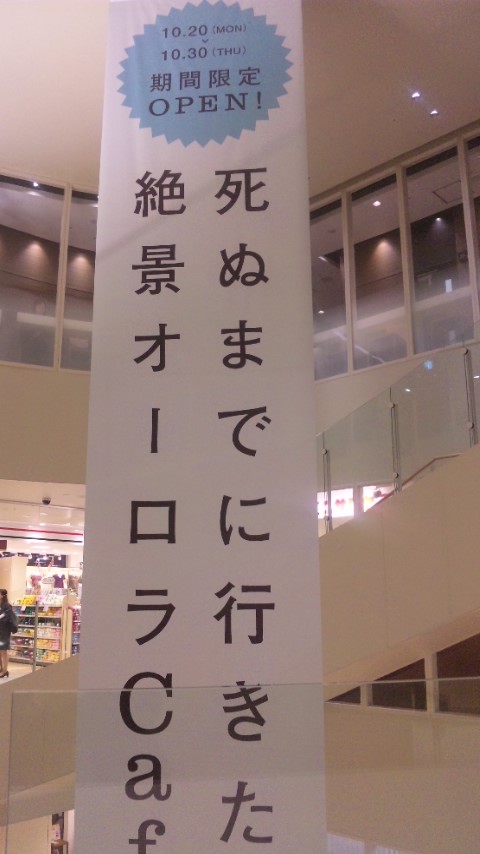 10.20(MON)
～
10.30(THU)
期間限定
OPEN!
死ぬまでに行きた
絶景オーロラCaf